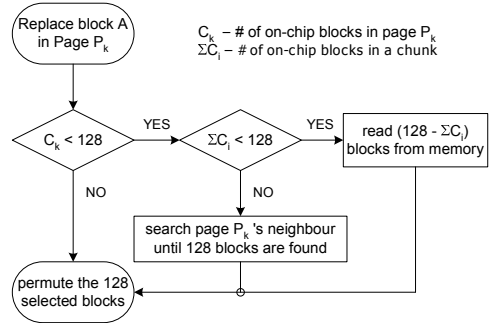 Replace block A
in Page Pk
Ck – # of on-chip blocks in page Pk
ΣCi – # of on-chip blocks in a chunk
Ck < 128
YES
ΣCi < 128
YES
read (128 - ΣCi)
blocks from memory
NO
NO
search page Pk 's neighbour
until 128 blocks are found
permute the 128
selected blocks